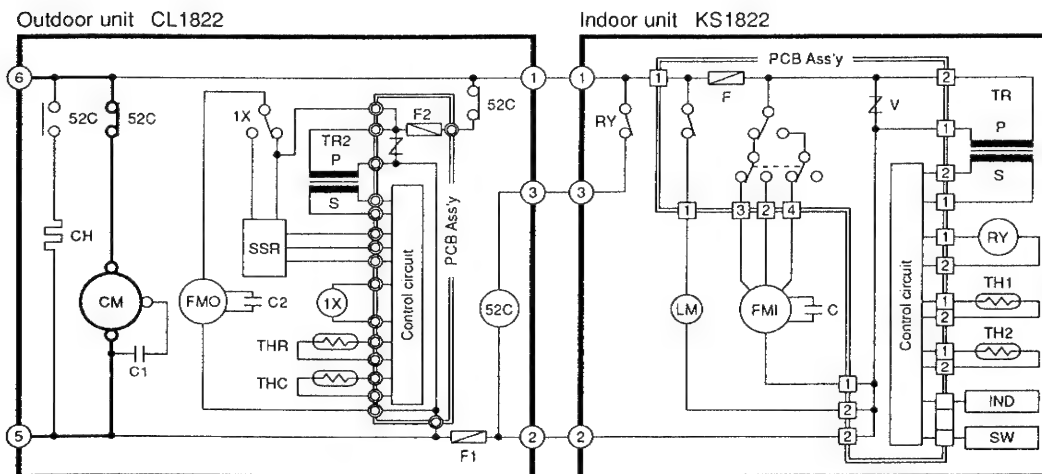 Outdoor unit CL1822
Indoor unit KS1822
6
52C
52C
1X
TR2
P
S
F2
52C
1
3
CH
SSR
PCB Ass'y
Control circuit
CM
FMO
C2
1X
52C
THR
C1
THC
5
F1
2
1
RY
3
PCB Ass'y
1
F
V
2
TR
P
1
2
S
1
1
3
2
4
1
RY
2
LM
FMI
C
Control circuit
TH1
1
2
TH2
1
2
1
2
IND
2
2
SW